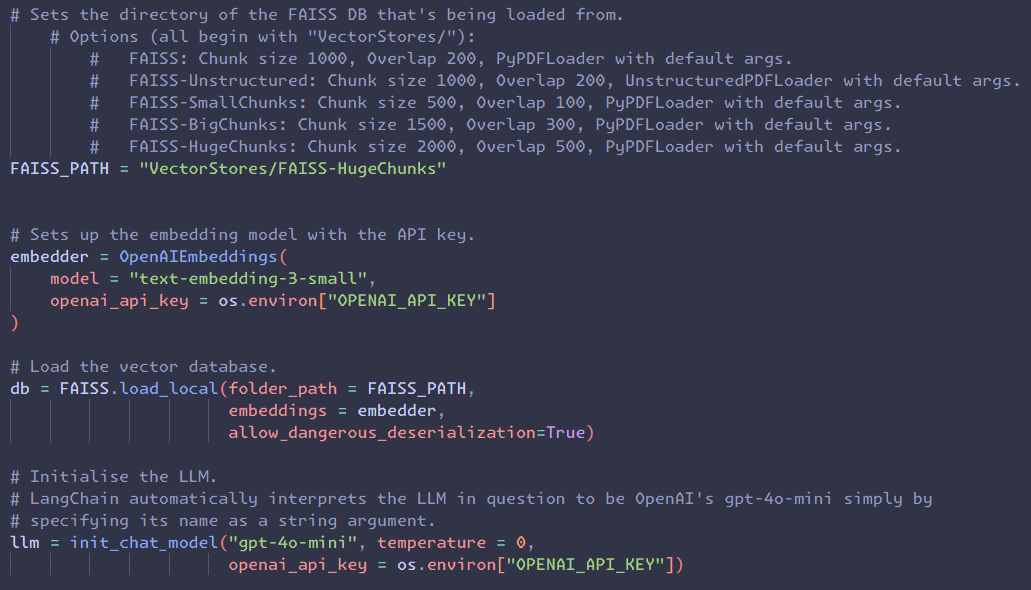 # Sets the directory of the FAISS DB that's being loaded from.
# Options (all begin with "VectorStores/"):
#   FAISS: Chunk size 1000, Overlap 200, PyPDFLoader with default args.
#   FAISS-Unstructured: Chunk size 1000, Overlap 200, UnstructuredPDFLoader with default args.
#   FAISS-SmallChunks: Chunk size 500, Overlap 100, PyPDFLoader with default args.
#   FAISS-BigChunks: Chunk size 1500, Overlap 300, PyPDFLoader with default args.
#   FAISS-HugeChunks: Chunk size 2000, Overlap 500, PyPDFLoader with default args.
FAISS_PATH = "VectorStores/FAISS-HugeChunks"
# Sets up the embedding model with the API key.
embedder = OpenAIEmbeddings(
model = "text-embedding-3-small",
openai_api_key = os.environ["OPENAI_API_KEY"]
)
# Load the vector database.
db = FAISS.load_local(folder_path = FAISS_PATH,
embeddings = embedder,
allow_dangerous_deserialization=True)
# Initialise the LLM.
# LangChain automatically interprets the LLM in question to be OpenAI's gpt-4o-mini simply by
# specifying its name as a string argument.
llm = init_chat_model("gpt-4o-mini", temperature = 0,
openai_api_key = os.environ["OPENAI_API_KEY"])